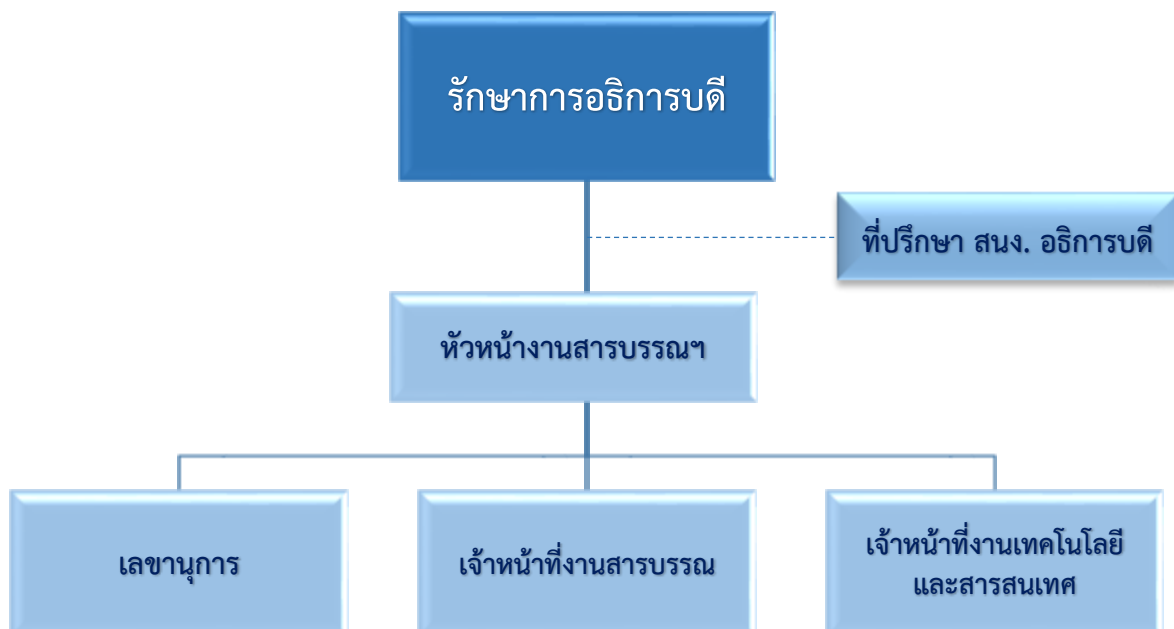 รักษาการอธิการบดี
ที่ปรึกษา สนง. อธิการบดี
หัวหน้างานสารบรรณฯ
เลขานุการ
เจ้าหน้าที่งานสารบรรณ
เจ้าหน้าที่งานเทคโนโลยี
และสารสนเทศ